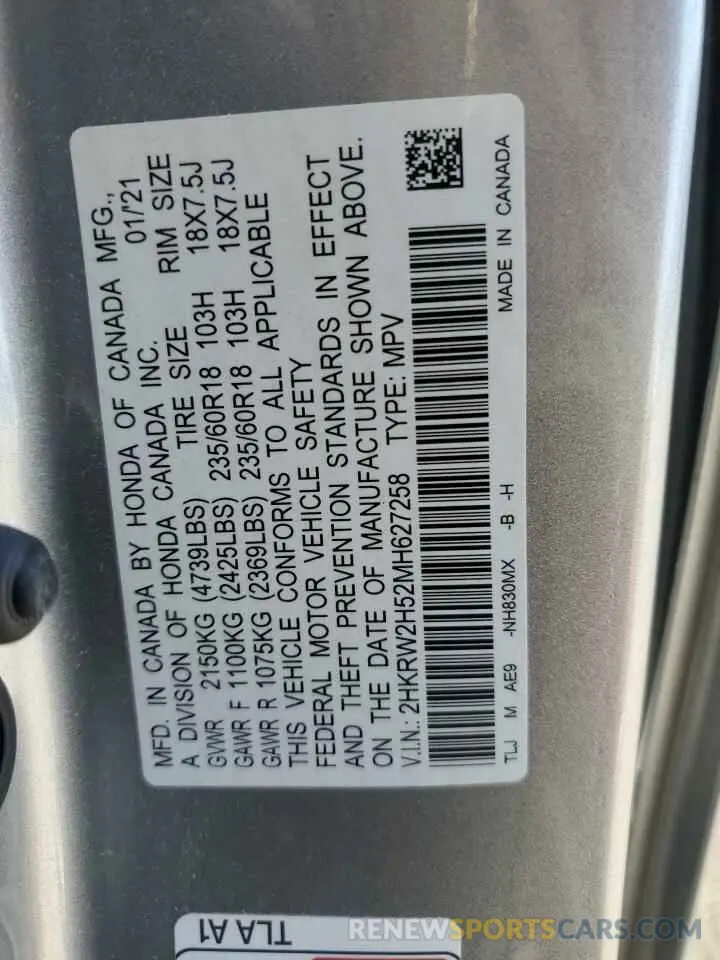 MFD. IN CANADA BY HONDA OF CANADA MFG.,
A DIVISION OF HONDA CANADA INC. 01/'21
GVWR 2150KG (4739LBS) TIRE SIZE RIM SIZE
GAWR F 1100KG (2425LBS) 235/60R18 103H 18X7.5J
GAWR R 1075KG (2369LBS) 235/60R18 103H 18X7.5J
THIS VEHICLE CONFORMS TO ALL APPLICABLE
FEDERAL MOTOR VEHICLE SAFETY
AND THEFT PREVENTION STANDARDS IN EFFECT
ON THE DATE OF MANUFACTURE SHOWN ABOVE.
V.I.N.: 2HKRW2H52MH627258 TYPE: MPV
TLJ M AE9 -NH830MX -B -H MADE IN CANADA
TLA A1
RENEWSPORTSCARS.COM